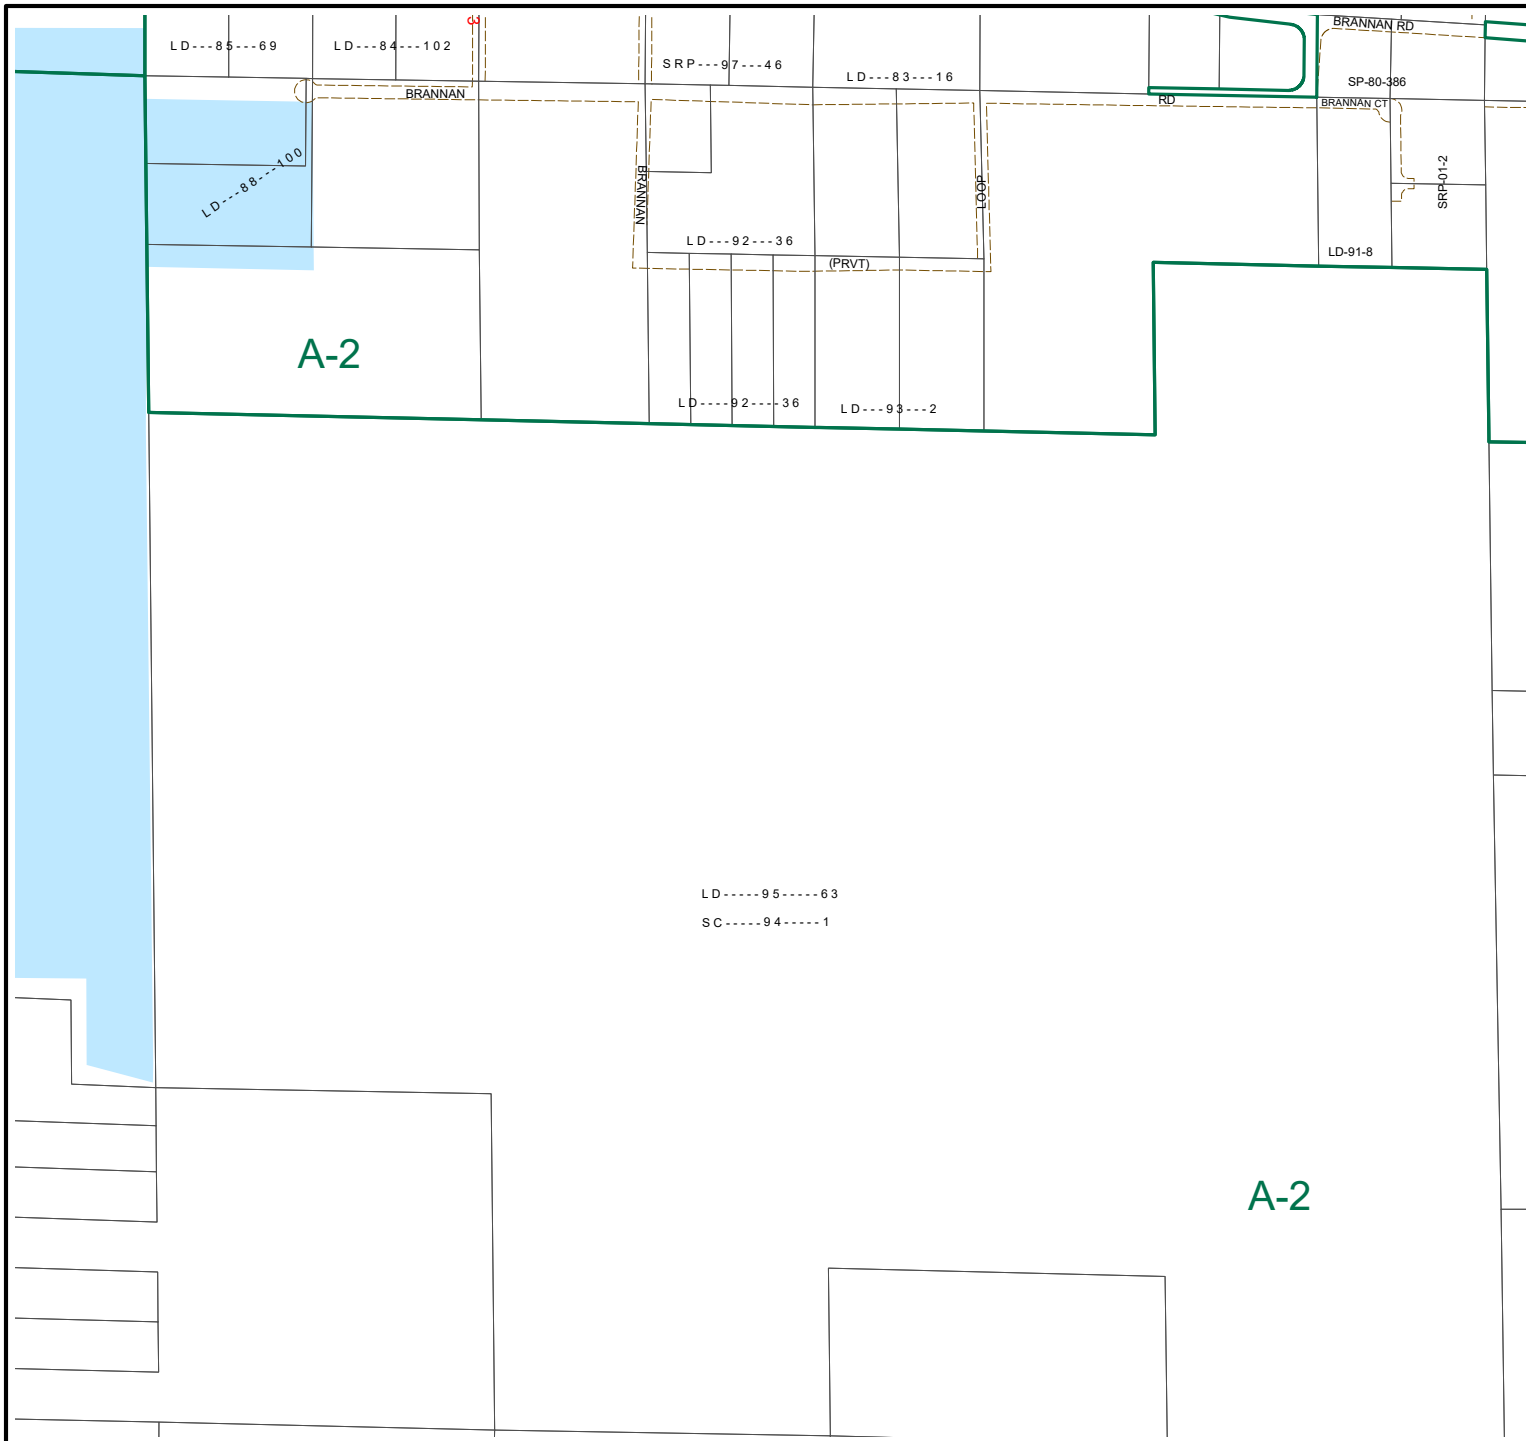 3
BRANNAN RD
LD---85---69
LD---84---102
SRP---97---46
LD---83---16
SP-80-386
BRANNAN
RD
BRANNAN CT
LD---88---100
BRANNAN
LOOP
SRP-01-2
LD---92---36
(PRVT)
LD-91-8
A-2
LD----92----36
LD---93---2
LD-----95-----63
SC-----94-----1
A-2